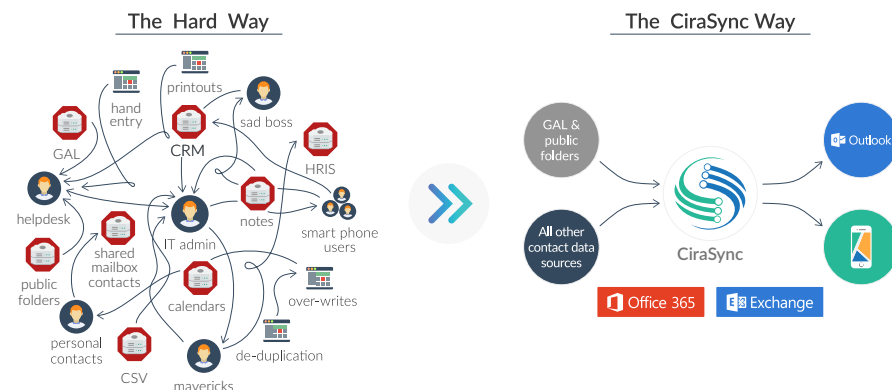 The Hard Way
printouts
hand
entry
sad boss
GAL
CRM
HRIS
helpdesk
notes
IT admin
smart phone
users
shared
mailbox
contacts
public
folders
calendars
over-writes
personal
contacts
CSV
mavericks
de-duplication
The CiraSync Way
GAL &
public
folders
Outlook
All other
contact data
sources
CiraSync
Office 365
Exchange